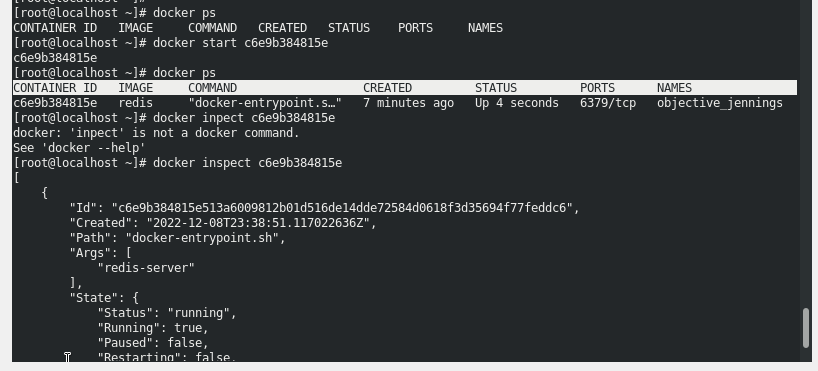 [root@localhost ~]# docker ps
CONTAINER ID   IMAGE     COMMAND   CREATED   STATUS    PORTS     NAMES
[root@localhost ~]# docker start c6e9b384815e
c6e9b384815e
[root@localhost ~]# docker ps
CONTAINER ID   IMAGE     COMMAND                  CREATED         STATUS         PORTS      NAMES
c6e9b384815e   redis     "docker-entrypoint.s…"   7 minutes ago   Up 4 seconds   6379/tcp   objective_jennings
[root@localhost ~]# docker inpect c6e9b384815e
docker: 'inpect' is not a docker command.
See 'docker --help'
[root@localhost ~]# docker inspect c6e9b384815e
[
    {
        "Id": "c6e9b384815e513a6009812b01d516de14dde72584d0618f3d35694f77feddc6",
        "Created": "2022-12-08T23:38:51.117022636Z",
        "Path": "docker-entrypoint.sh",
        "Args": [
            "redis-server"
        ],
        "State": {
            "Status": "running",
            "Running": true,
            "Paused": false,
            "Restarting": false,